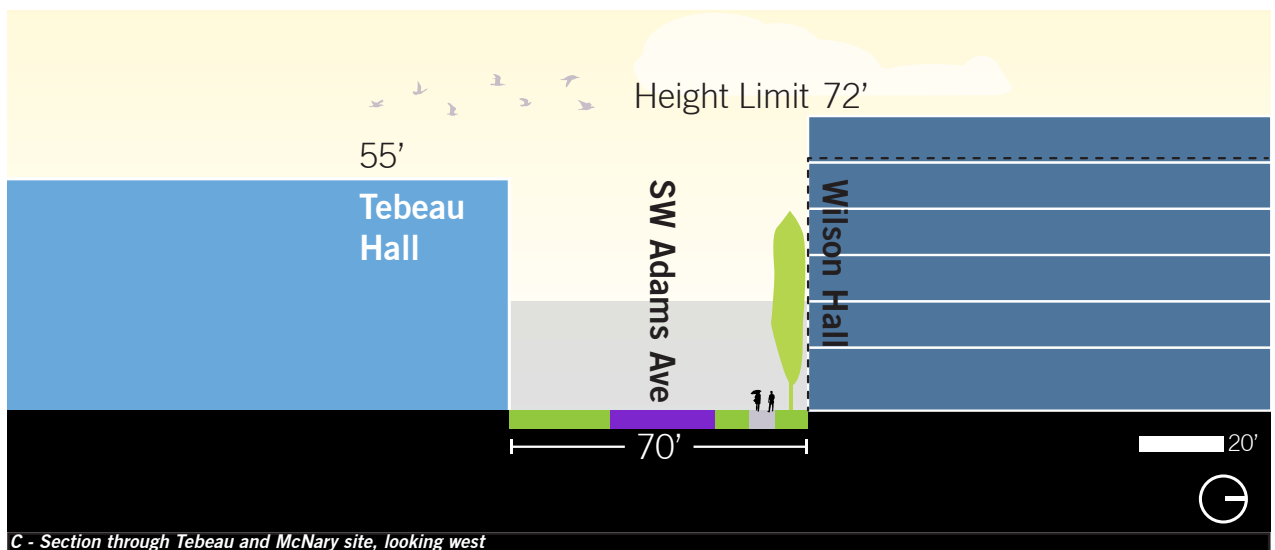 Height Limit 72’
55’
Tebeau
Hall
SW Adams Ave
Wilson Hall
70’
20’
C - Section through Tebeau and McNary site, looking west